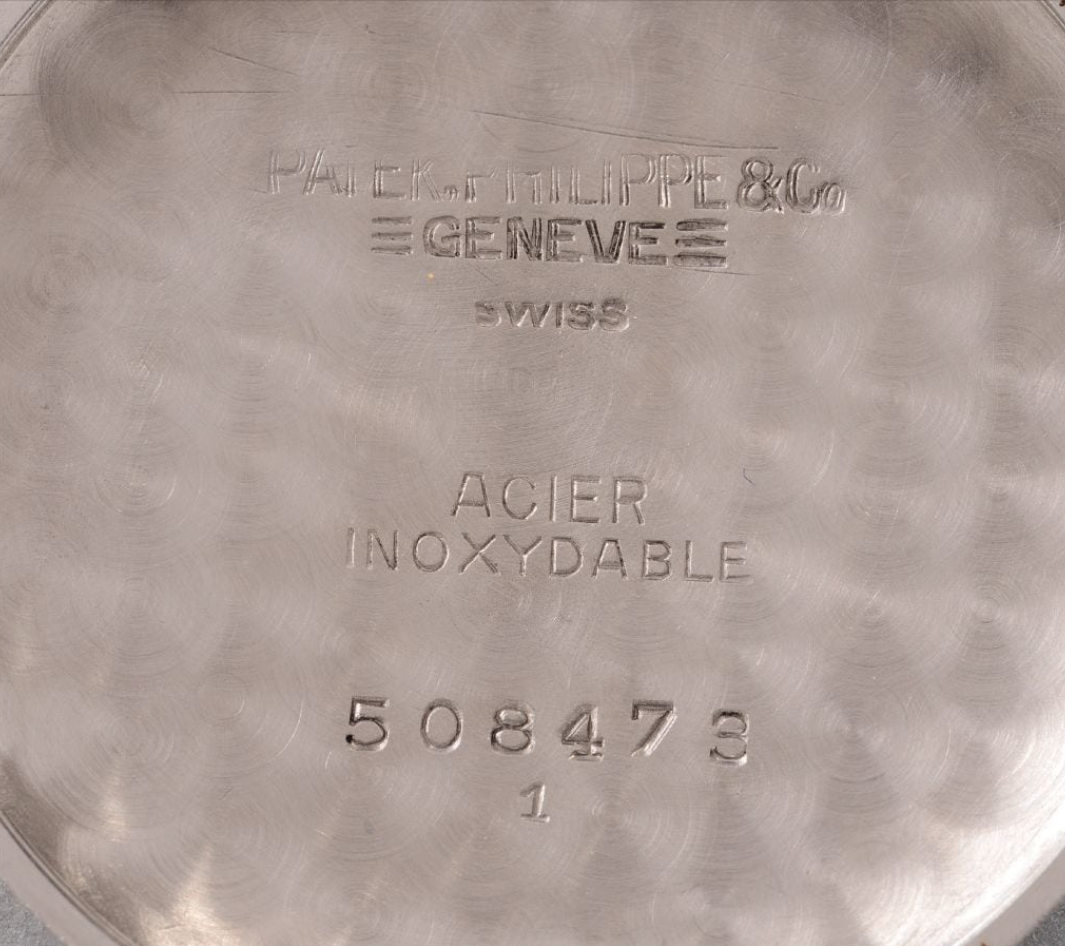 PATEK, PHILIPPE & Co
GENEVE
SWISS
ACIER
INOXYDABLE
508473
1